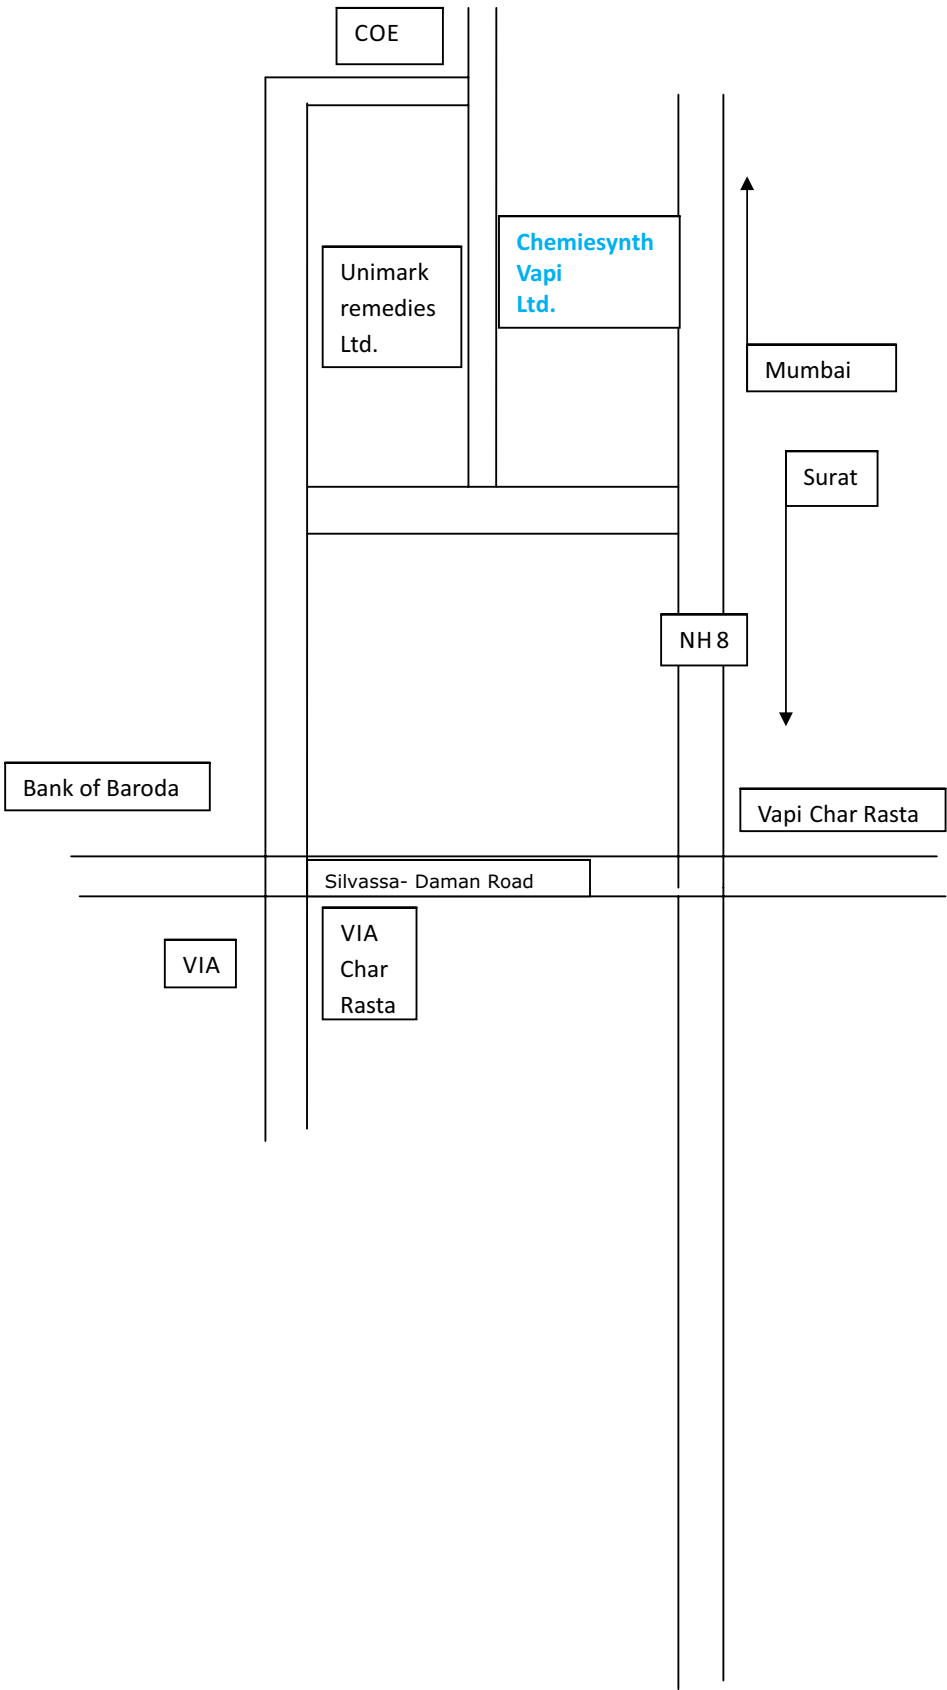 COE
Chemiesynth
Vapi
Ltd.
Unimark
remedies
Ltd.
Mumbai
Surat
NH 8
Bank of Baroda
Vapi Char Rasta
Silvassa- Daman Road
VIA
Char
Rasta
VIA